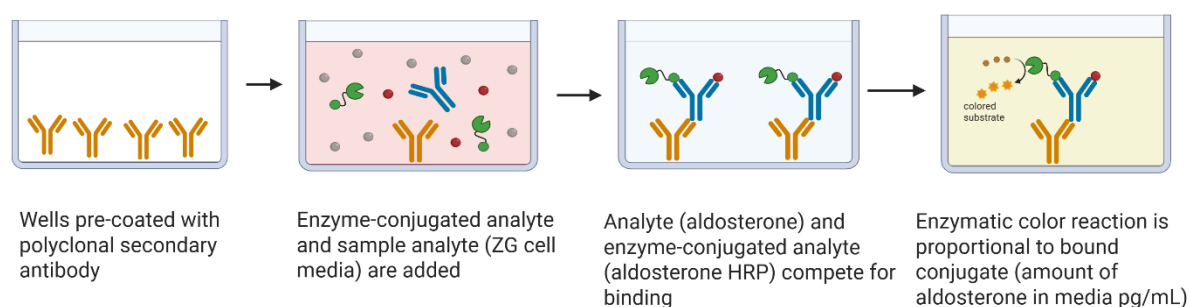 colored
substrate
Wells pre-coated with
polyclonal secondary
antibody
Enzyme-conjugated analyte
and sample analyte (ZG cell
media) are added
Analyte (aldosterone) and
enzyme-conjugated analyte
(aldosterone HRP) compete for
binding
Enzymatic color reaction is
proportional to bound
conjugate (amount of
aldosterone in media pg/mL)